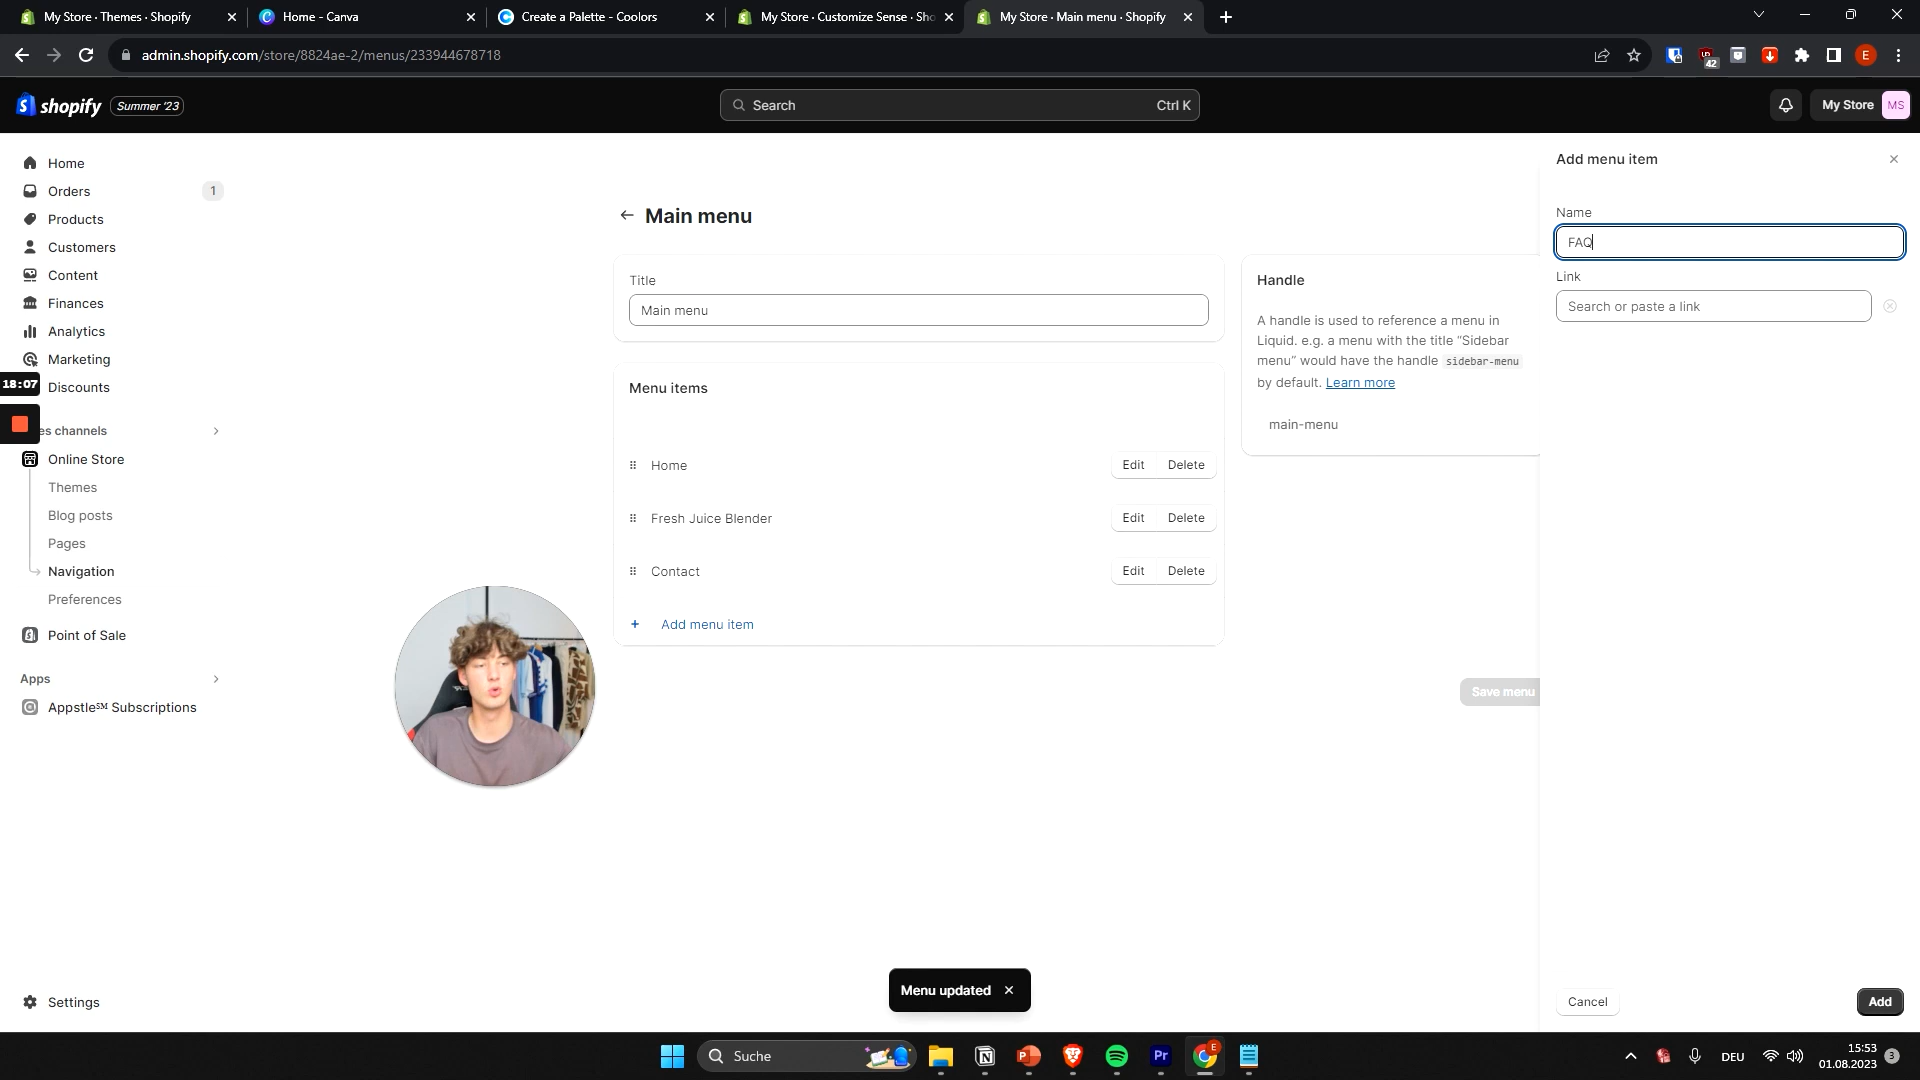 My Store · Themes · Shopify
Home - Canva
Create a Palette - Coolors
My Store · Customize Sense · Sho
My Store · Main menu · Shopify
admin.shopify.com/store/8824ae-2/menus/233944678718
42
E
shopify
Summer '23
Search
Ctrl K
My Store
MS
Home
Orders
1
Products
Customers
Content
Finances
Analytics
Marketing
18:07
Discounts
es channels
Online Store
Themes
Blog posts
Pages
Navigation
Preferences
Point of Sale
Apps
Appstle℠ Subscriptions
Settings
Main menu
Title
Main menu
Menu items
Home
Edit
Delete
Fresh Juice Blender
Edit
Delete
Contact
Edit
Delete
+ Add menu item
Handle
A handle is used to reference a menu in
Liquid. e.g. a menu with the title “Sidebar
menu” would have the handle sidebar-menu
by default. Learn more
main-menu
Save menu
Menu updated
Add menu item
Name
FAQ
Link
Search or paste a link
Cancel
Add
Suche
P
Pr
E
DEU
15:53
01.08.2023
3